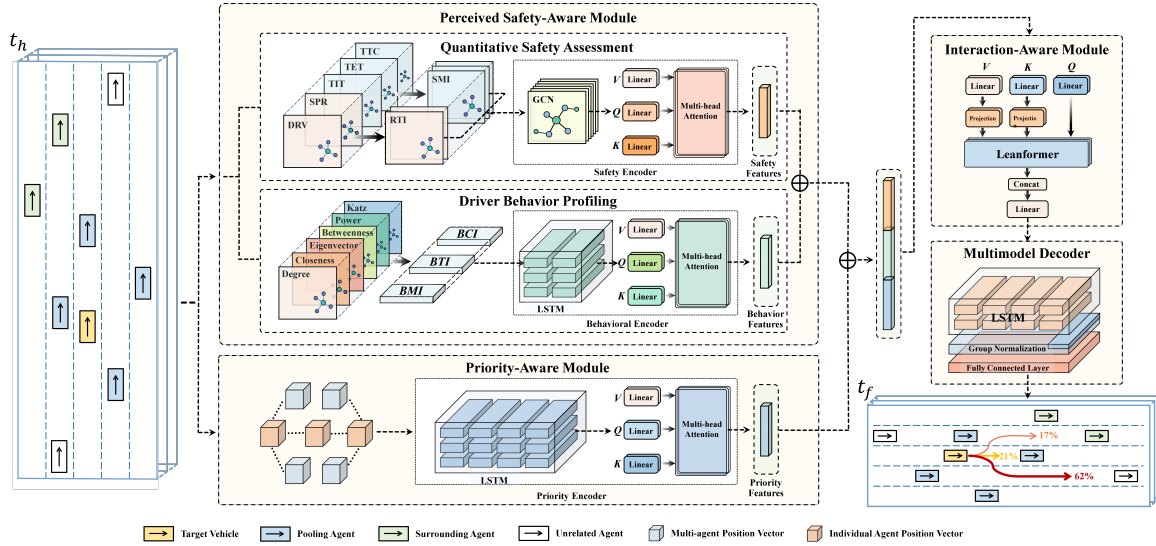 t_h
Perceived Safety-Aware Module
Quantitative Safety Assessment
TTC
TET
TIT
SPR
DRV
SMI
RTI
GCN
V
Linear
Q
Linear
K
Linear
Multi-head
Attention
Safety Encoder
Safety
Features
Driver Behavior Profiling
Katz
Power
Betweenness
Eigenvector
Closeness
Degree
BCI
BTI
BMI
LSTM
V
Linear
Q
Linear
K
Linear
Multi-head
Attention
Behavioral Encoder
Behavior
Features
Priority-Aware Module
LSTM
V
Linear
Q
Linear
K
Linear
Multi-head
Attention
Priority Encoder
Priority
Features
Interaction-Aware Module
V K Q
Linear Linear Linear
Projection Projectio
Leanformer
Concat
Linear
Multimodel Decoder
LSTM
Group Normalization
Fully Connected Layer
t_f
17%
21%
62%
Target Vehicle
Pooling Agent
Surrounding Agent
Unrelated Agent
Multi-agent Position Vector
Individual Agent Position Vector